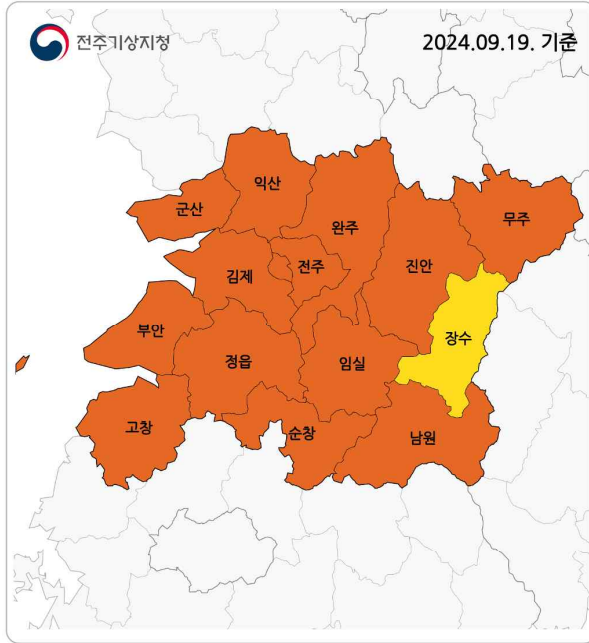 전주기상지청
2024.09.19. 기준
익산
군산
완주
무주
전주
진안
김제
부안
장수
정읍
임실
고창
순창
남원